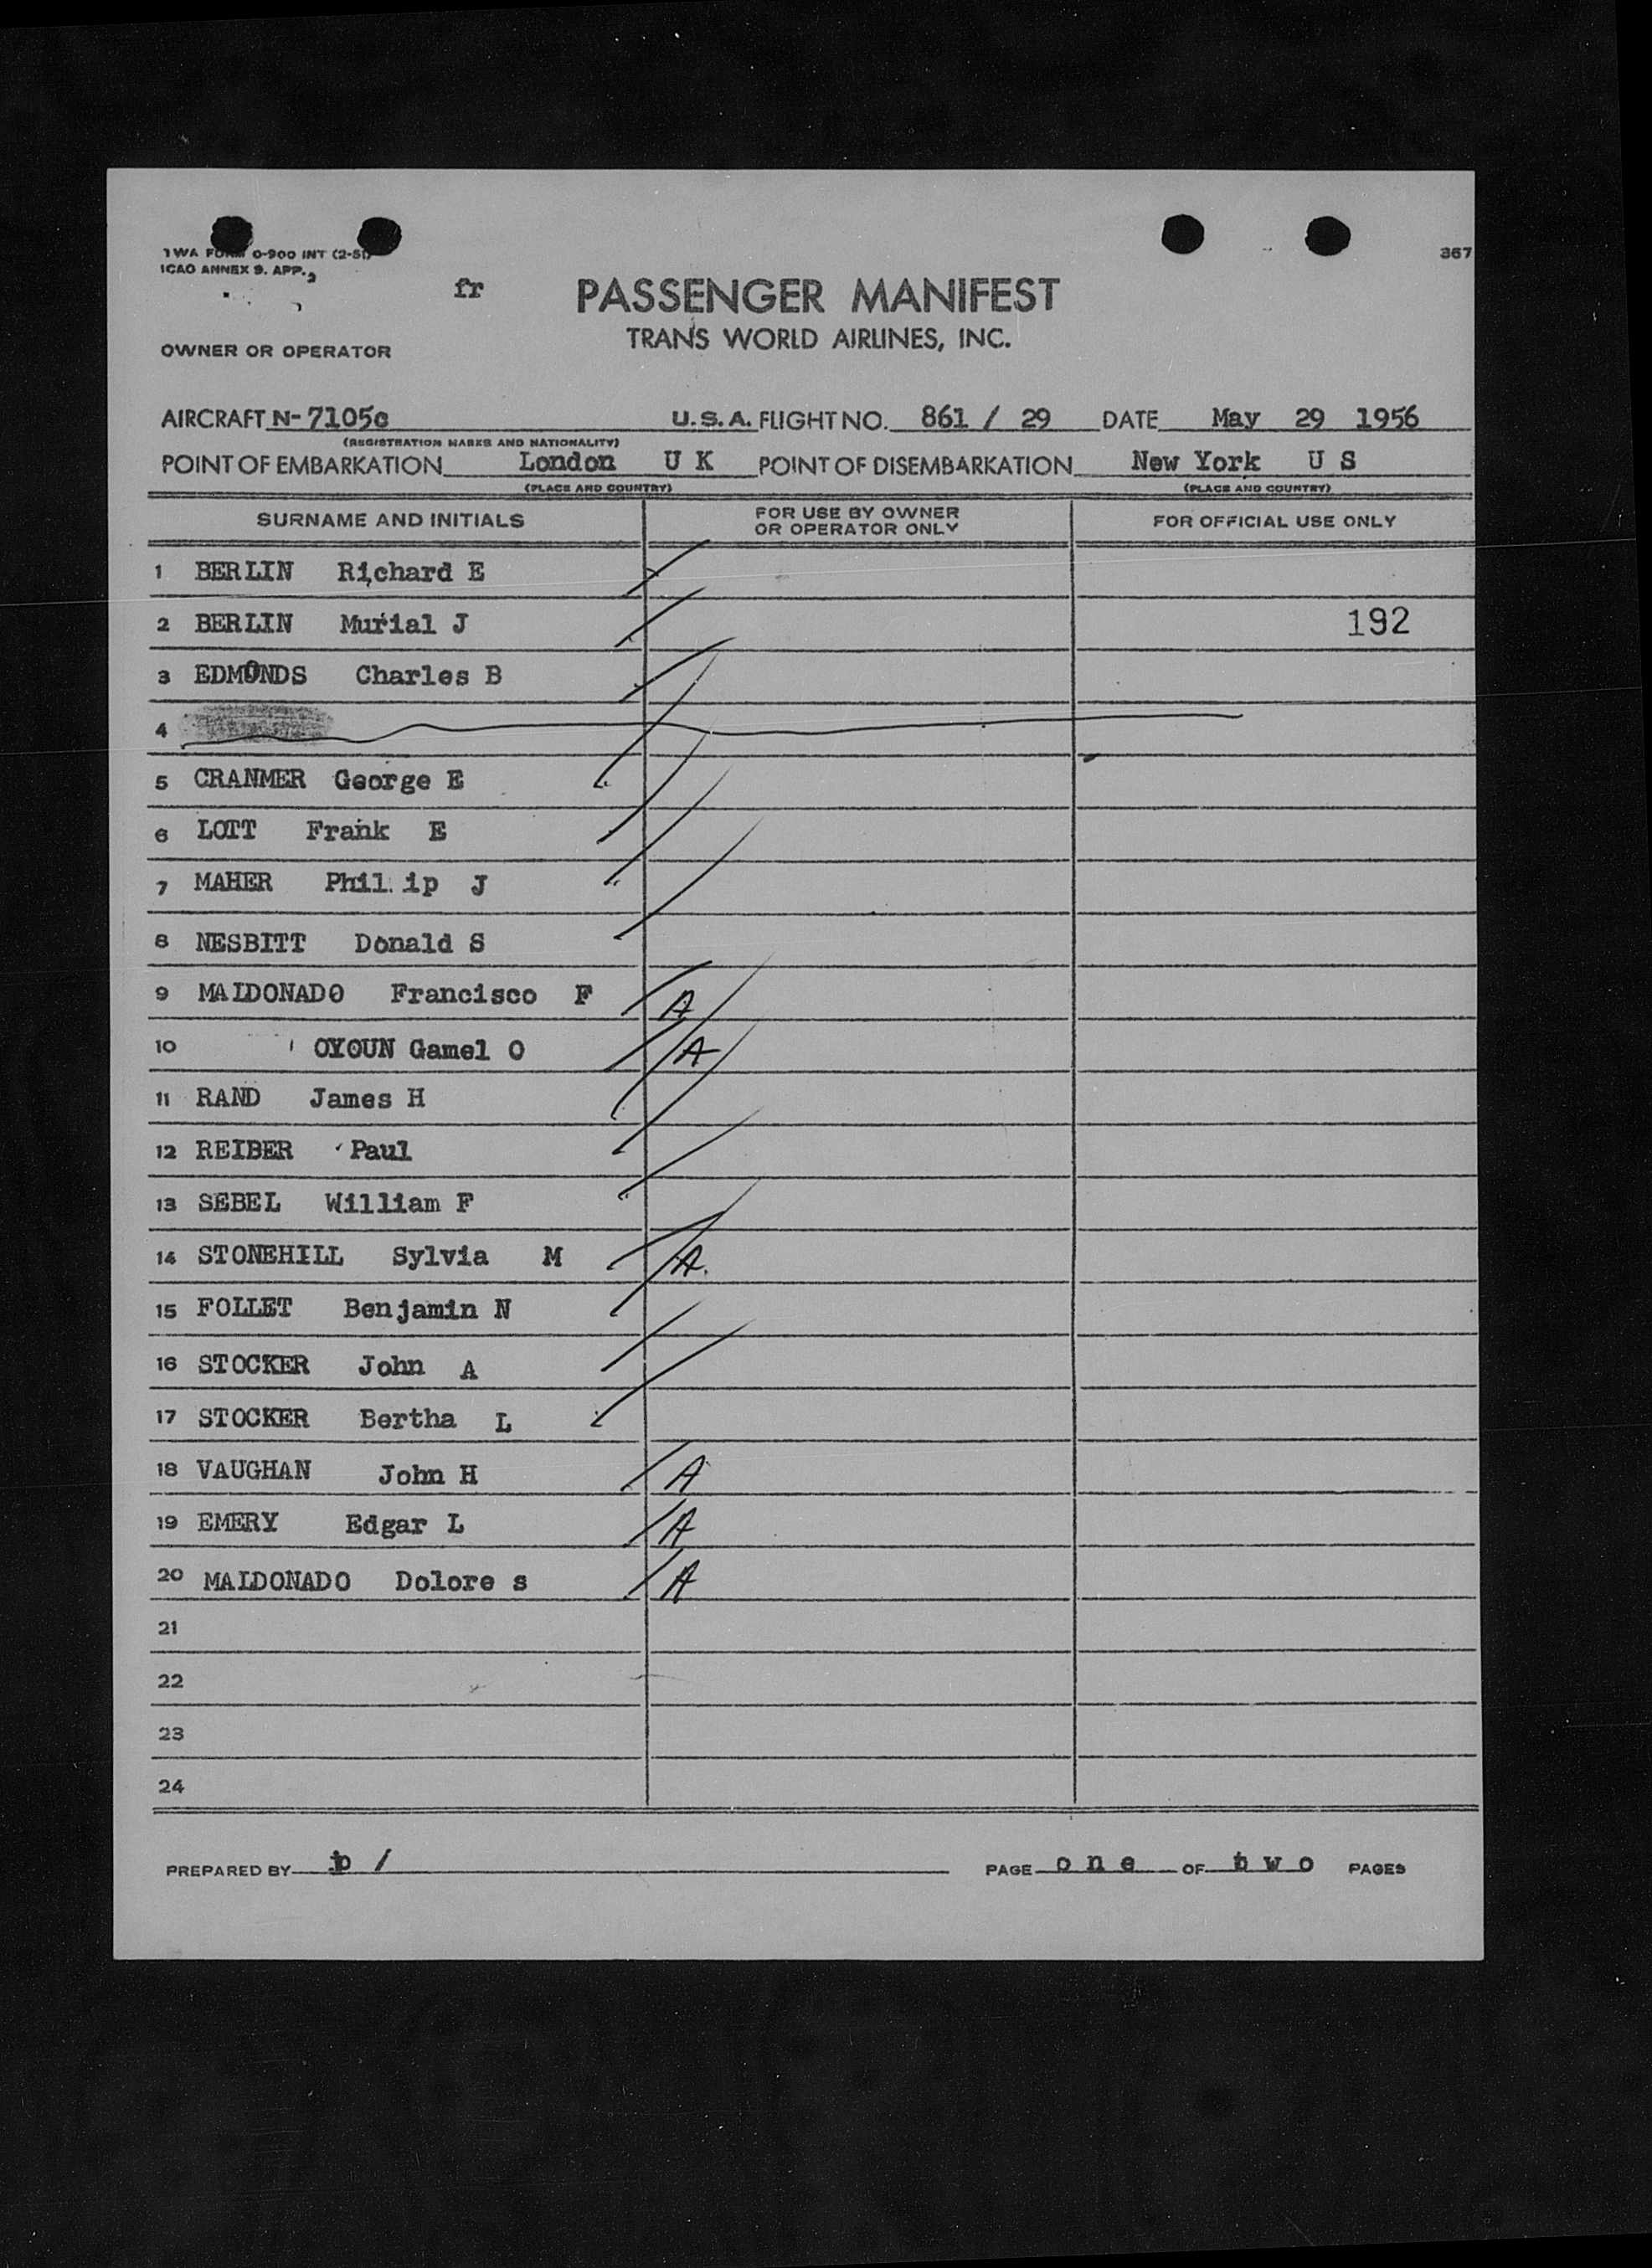 TWA FORM 0-900 INT (2-51)
ICAO ANNEX 9. APP. 3
367
fr PASSENGER MANIFEST
TRANS WORLD AIRLINES, INC.
OWNER OR OPERATOR
AIRCRAFT N-7105c U.S.A. FLIGHT NO. 861 / 29 DATE May 29 1956
(REGISTRATION MARKS AND NATIONALITY)
POINT OF EMBARKATION London U K POINT OF DISEMBARKATION New York U S
(PLACE AND COUNTRY) (PLACE AND COUNTRY)
SURNAME AND INITIALS FOR USE BY OWNER OR OPERATOR ONLY FOR OFFICIAL USE ONLY
1 BERLIN Richard E
2 BERLIN Murial J 192
3 EDMONDS Charles B
4
5 CRANMER George E
6 LOTT Frank E
7 MAHER Philip J
8 NESBITT Donald S
9 MALDONADO Francisco F A
10 OYOUN Gamel O A
11 RAND James H
12 REIBER Paul
13 SEBEL William F
14 STONEHILL Sylvia M A
15 FOLLET Benjamin N
16 STOCKER John A
17 STOCKER Bertha L
18 VAUGHAN John H A
19 EMERY Edgar L A
20 MALDONADO Dolores A
21
22
23
24
PREPARED BY / PAGE one OF two PAGES